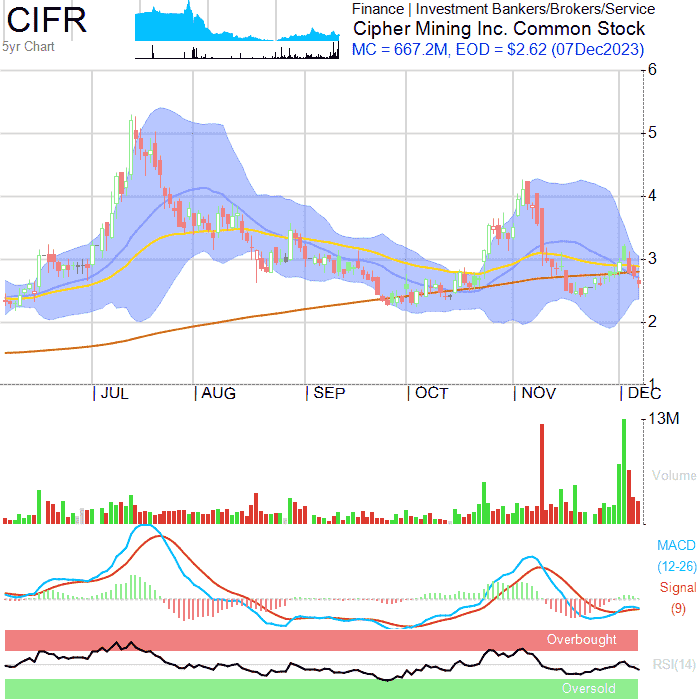 CIFR
5yr Chart
Finance | Investment Bankers/Brokers/Service
Cipher Mining Inc. Common Stock
MC = 667.2M, EOD = $2.62 (07Dec2023)
6
5
4
3
2
1
JUL AUG SEP OCT NOV DEC
13M
Volume
MACD
(12-26)
Signal
(9)
Overbought
RSI(14)
Oversold